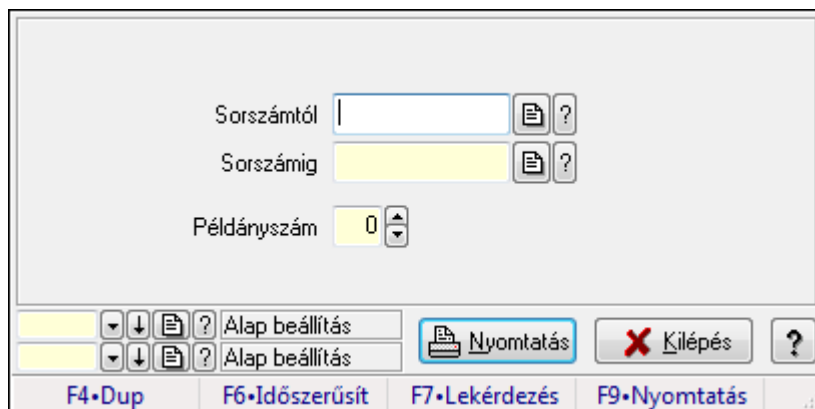 Sorszámtól ?
Sorszámig ?
Példányszám 0
? Alap beállítás
? Alap beállítás
Nyomtatás Kilépés ?
F4•Dup F6•Időszerűsít F7•Lekérdezés F9•Nyomtatás